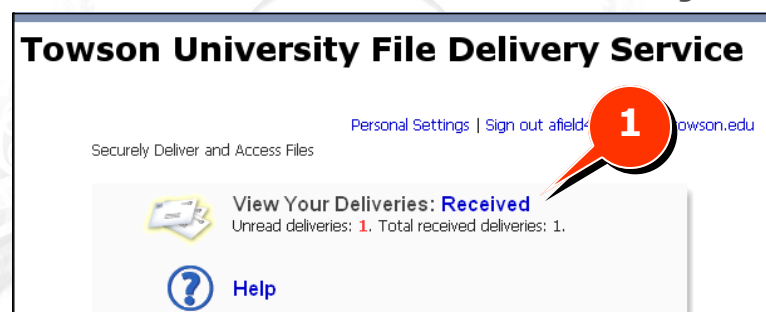 Towson University File Delivery Service
Personal Settings | Sign out afield
1
Securely Deliver and Access Files
View Your Deliveries: Received
Unread deliveries: 1. Total received deliveries: 1.
Help